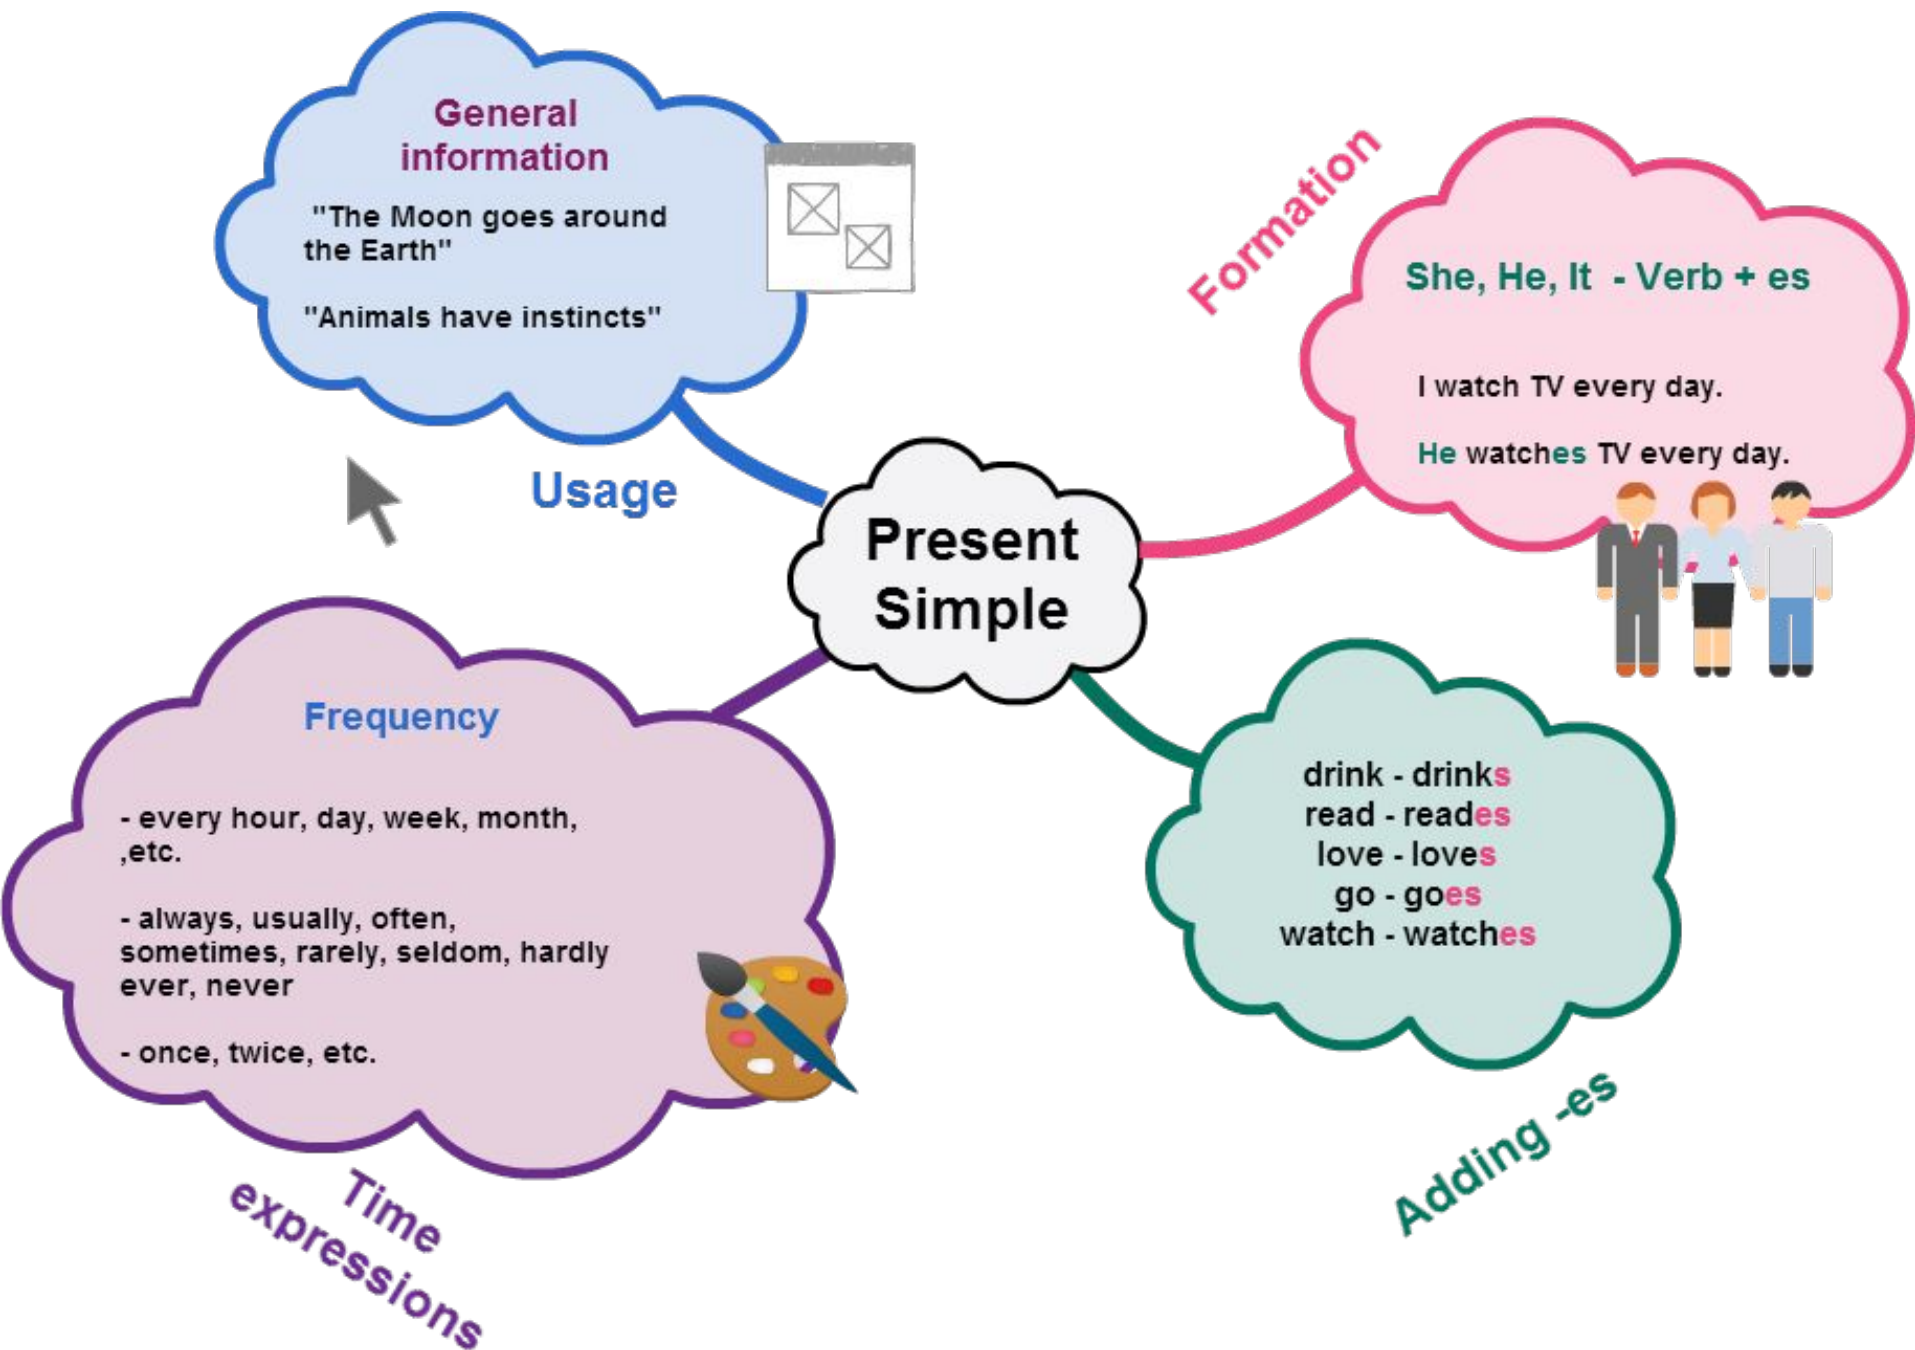 General
information
"The Moon goes around
the Earth"
"Animals have instincts"
Usage
Formation
She, He, It - Verb + es
I watch TV every day.
He watches TV every day.
Present
Simple
Frequency
- every hour, day, week, month,
,etc.
- always, usually, often,
sometimes, rarely, seldom, hardly
ever, never
- once, twice, etc.
Time
expressions
drink - drinks
read - reades
love - loves
go - goes
watch - watches
Adding -es